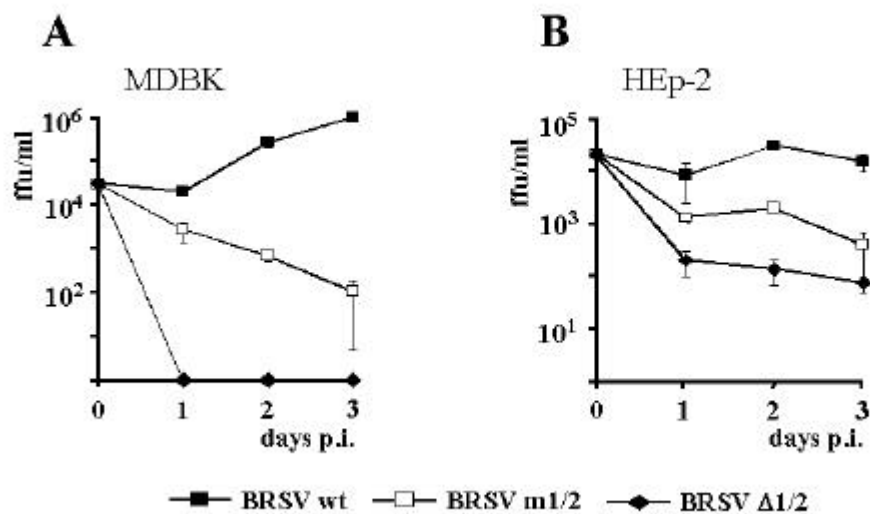 A
MDBK
ffu/ml
10⁶
10⁴
10²
0 1 2 3
days p.i.
B
HEp-2
ffu/ml
10⁵
10³
10¹
0 1 2 3
days p.i.
BRSV wt BRSV m1/2 BRSV Δ1/2